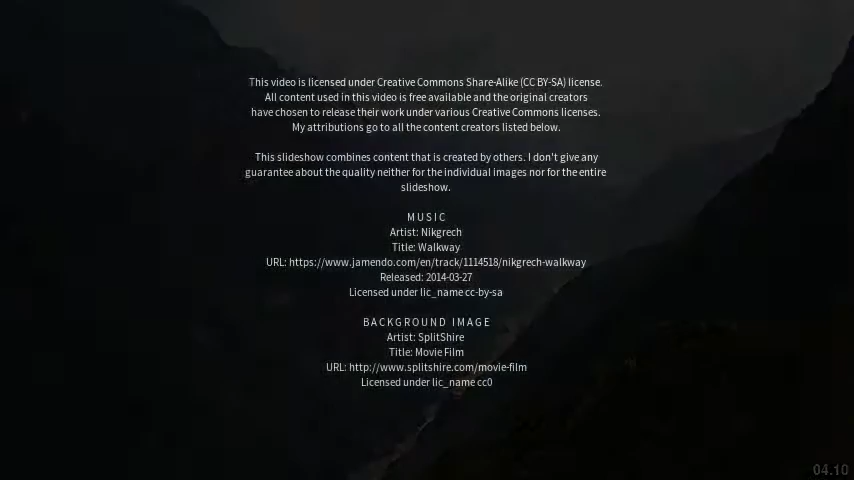 This video is licensed under Creative Commons Share-Alike (CC BY-SA) license.
All content used in this video is free available and the original creators
have chosen to release their work under various Creative Commons licenses.
My attributions go to all the content creators listed below.
This slideshow combines content that is created by others. I don't give any
guarantee about the quality neither for the individual images nor for the entire
slideshow.
MUSIC
Artist: Nikgrech
Title: Walkway
URL: https://www.jamendo.com/en/track/1114518/nikgrech-walkway
Released: 2014-03-27
Licensed under lic_name cc-by-sa
BACKGROUND IMAGE
Artist: SplitShire
Title: Movie Film
URL: http://www.splitshire.com/movie-film
Licensed under lic_name cc0
04.10